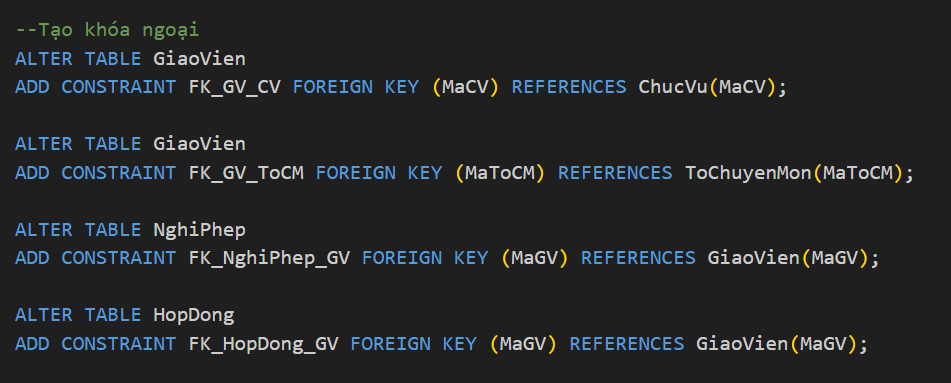 --Tạo khóa ngoại
ALTER TABLE GiaoVien
ADD CONSTRAINT FK_GV_CV FOREIGN KEY (MaCV) REFERENCES ChucVu(MaCV);
ALTER TABLE GiaoVien
ADD CONSTRAINT FK_GV_ToCM FOREIGN KEY (MaToCM) REFERENCES ToChuyenMon(MaToCM);
ALTER TABLE NghiPhep
ADD CONSTRAINT FK_NghiPhep_GV FOREIGN KEY (MaGV) REFERENCES GiaoVien(MaGV);
ALTER TABLE HopDong
ADD CONSTRAINT FK_HopDong_GV FOREIGN KEY (MaGV) REFERENCES GiaoVien(MaGV);